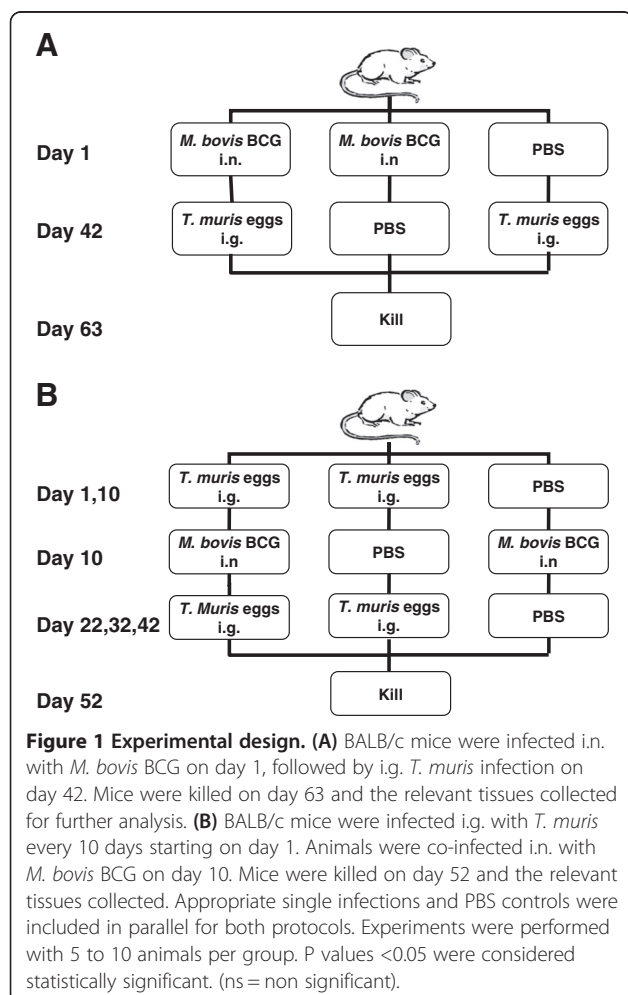 A
Day 1
M. bovis BCG
i.n.
M. bovis BCG
i.n
PBS
Day 42
T. muris eggs
i.g.
PBS
T. muris eggs
i.g.
Day 63
Kill
B
Day 1,10
T. muris eggs
i.g.
T. muris eggs
i.g.
PBS
Day 10
M. bovis BCG
i.n
PBS
M. bovis BCG
i.n
Day 22,32,42
T. Muris eggs
i.g.
T. muris eggs
i.g.
PBS
Day 52
Kill
Figure 1 Experimental design. (A) BALB/c mice were infected i.n.
with M. bovis BCG on day 1, followed by i.g. T. muris infection on
day 42. Mice were killed on day 63 and the relevant tissues collected
for further analysis. (B) BALB/c mice were infected i.g. with T. muris
every 10 days starting on day 1. Animals were co-infected i.n. with
M. bovis BCG on day 10. Mice were killed on day 52 and the relevant
tissues collected. Appropriate single infections and PBS controls were
included in parallel for both protocols. Experiments were performed
with 5 to 10 animals per group. P values <0.05 were considered
statistically significant. (ns = non significant).